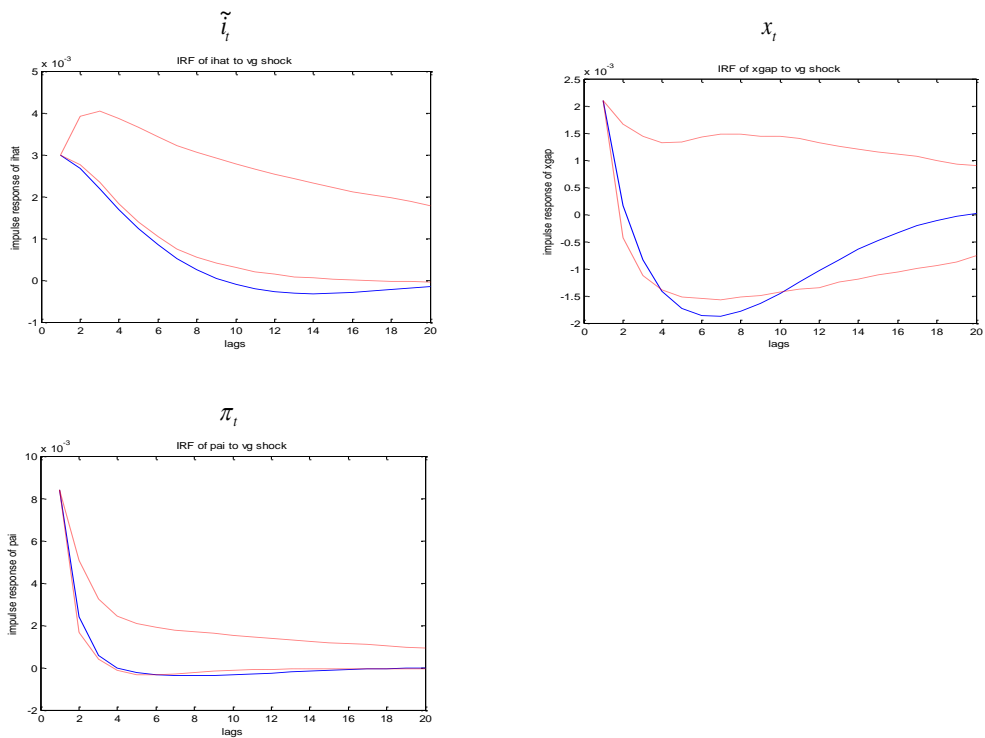 ĩ_t
x_t
IRF of ihat to vg shock
x 10^-3
5
4
3
2
1
0
-1
impulse response of ihat
0 2 4 6 8 10 12 14 16 18 20
lags
IRF of xgap to vg shock
x 10^-3
2.5
2
1.5
1
0.5
0
-0.5
-1
-1.5
-2
impulse response of xgap
0 2 4 6 8 10 12 14 16 18 20
lags
π_t
IRF of pai to vg shock
x 10^-3
10
8
6
4
2
0
-2
impulse response of pai
0 2 4 6 8 10 12 14 16 18 20
lags